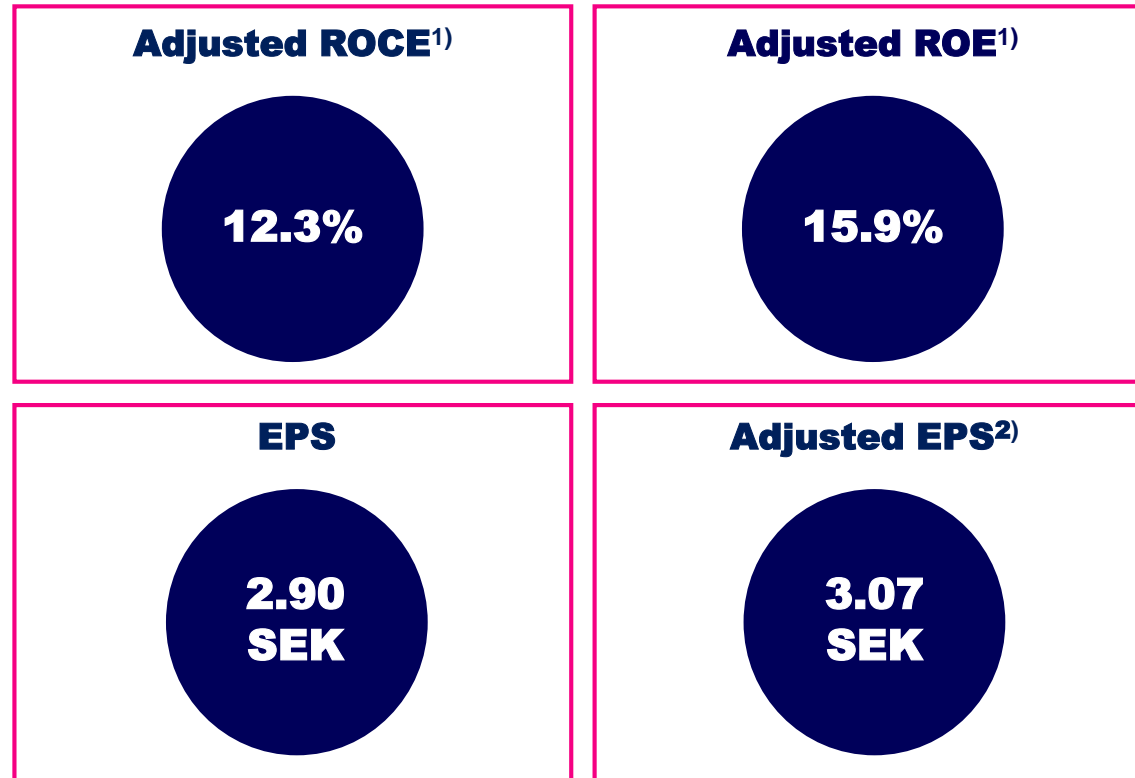 Adjusted ROCE1)
12.3%
Adjusted ROE1)
15.9%
EPS
2.90
SEK
Adjusted EPS2)
3.07
SEK